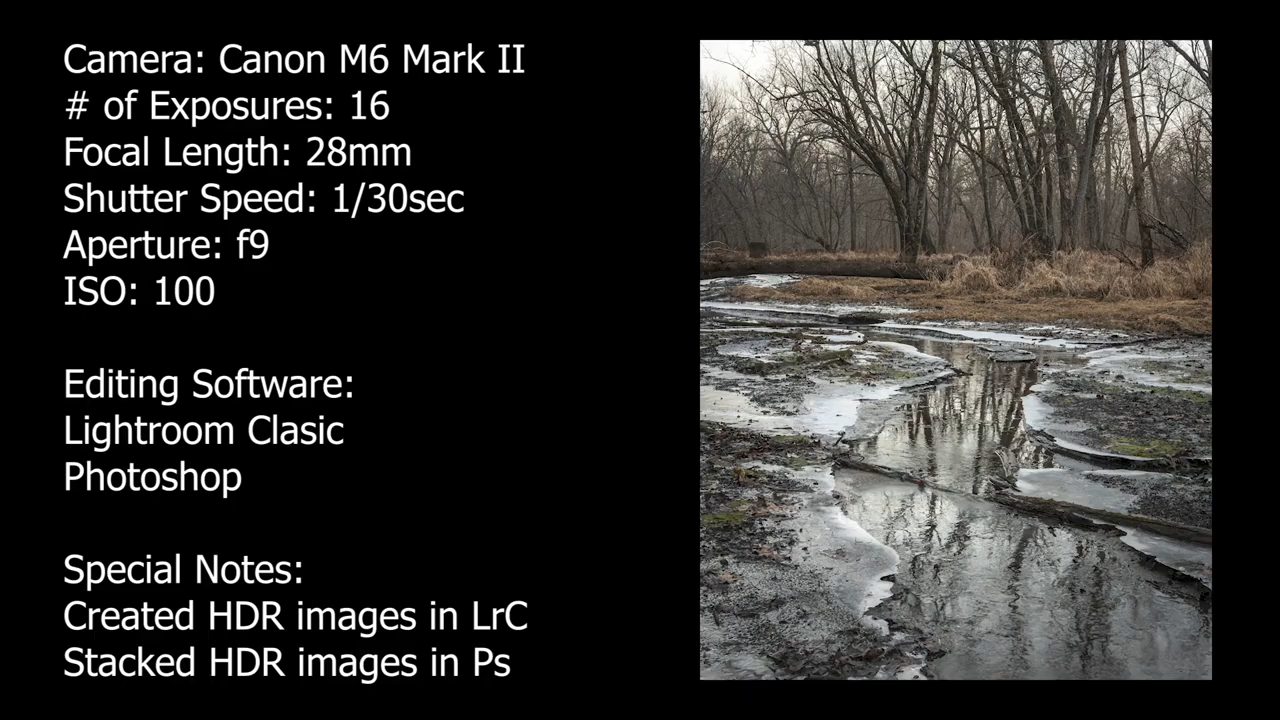 Camera: Canon M6 Mark II
# of Exposures: 16
Focal Length: 28mm
Shutter Speed: 1/30sec
Aperture: f9
ISO: 100
Editing Software:
Lightroom Clasic
Photoshop
Special Notes:
Created HDR images in LrC
Stacked HDR images in Ps